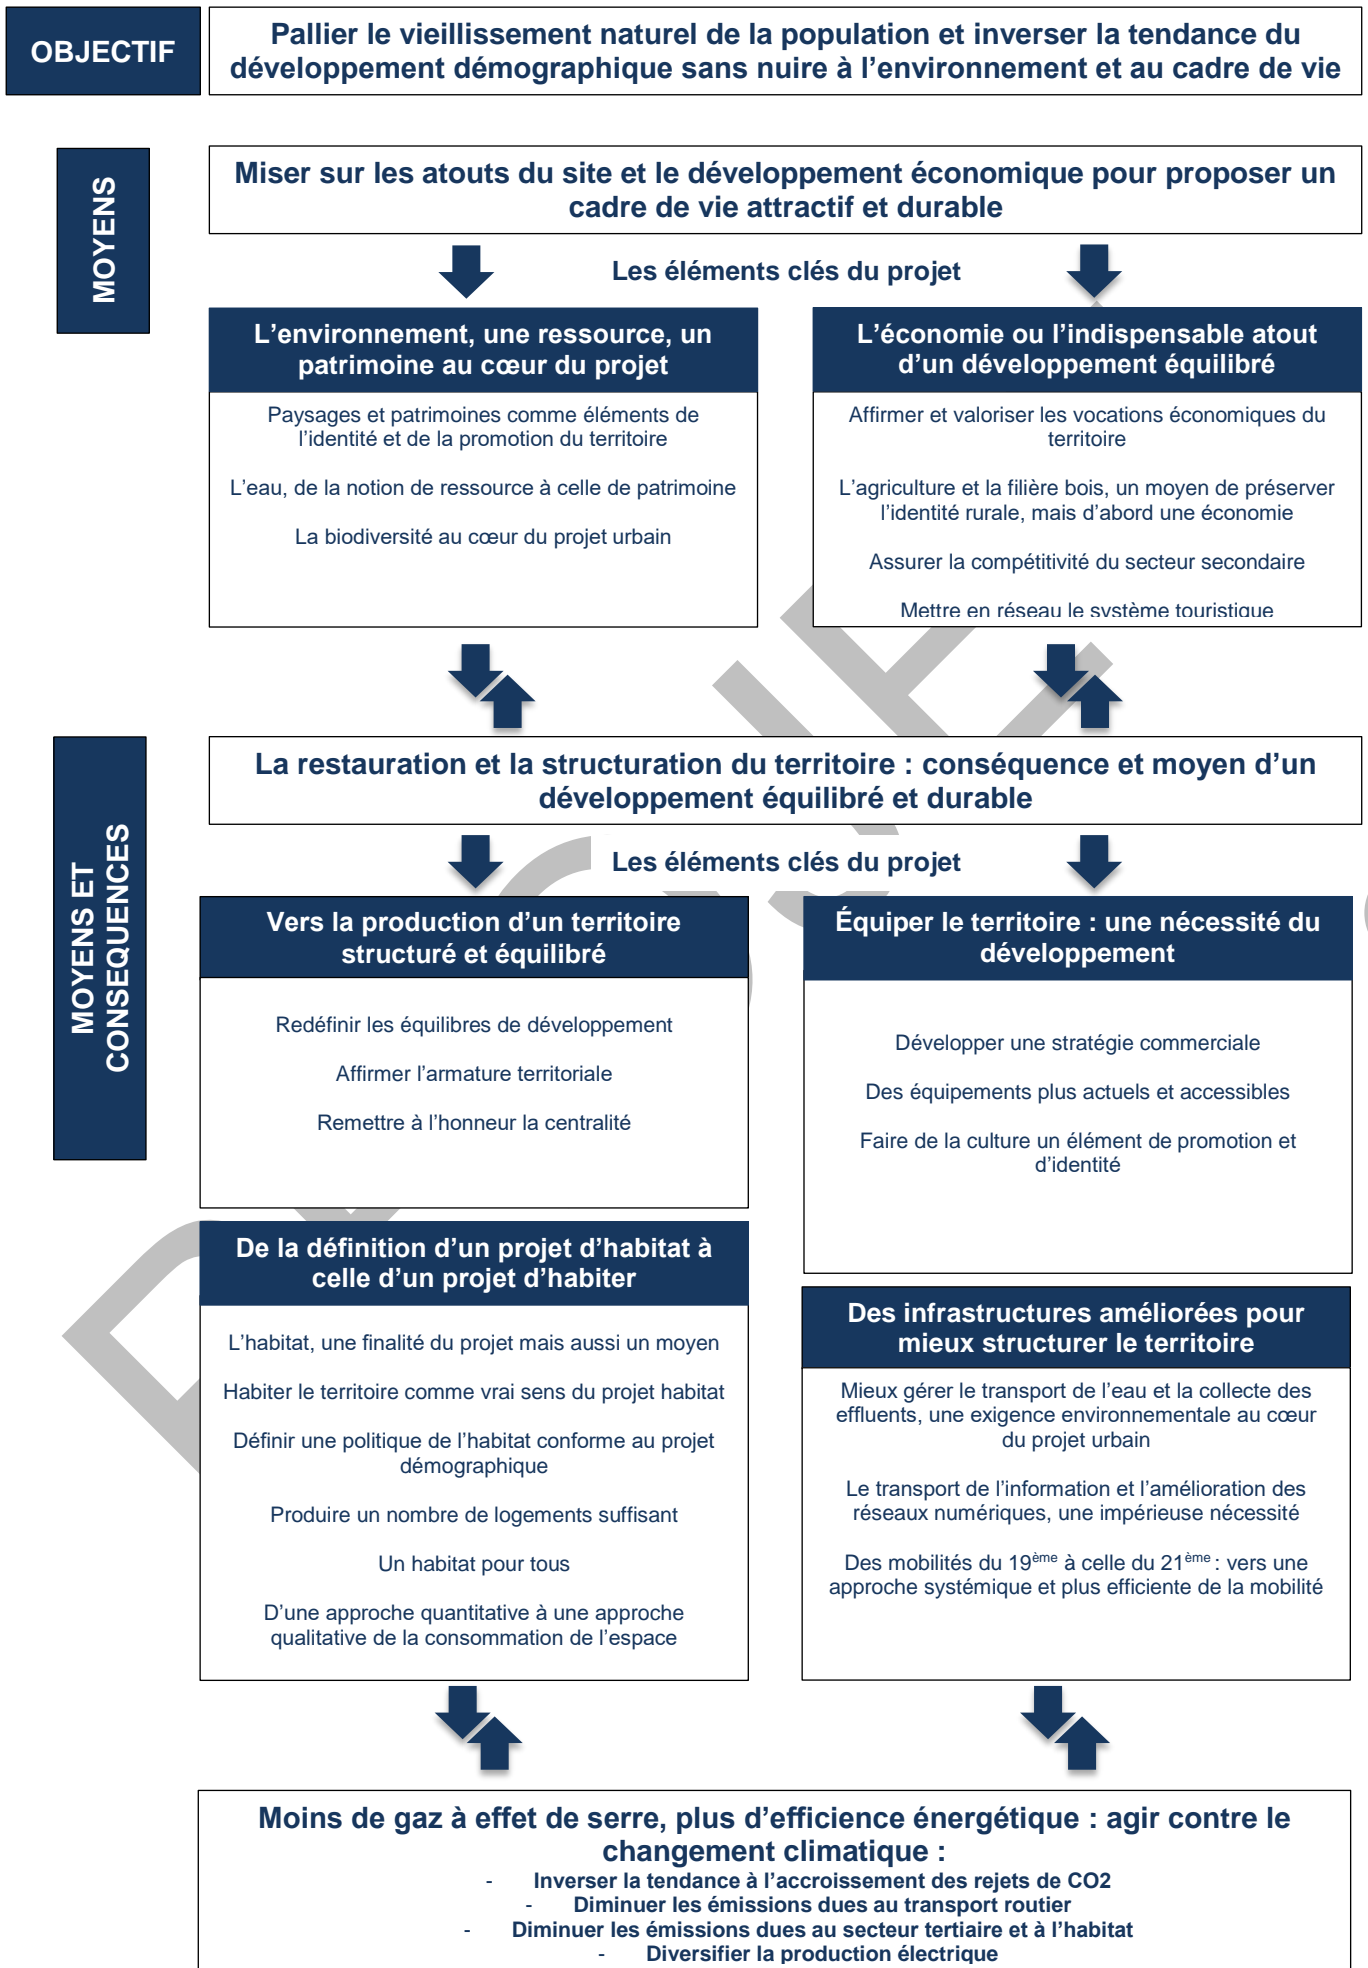 OBJECTIF
Pallier le vieillissement naturel de la population et inverser la tendance du
développement démographique sans nuire à l’environnement et au cadre de vie
MOYENS
Miser sur les atouts du site et le développement économique pour proposer un
cadre de vie attractif et durable
Les éléments clés du projet
L’environnement, une ressource, un
patrimoine au cœur du projet
Paysages et patrimoines comme éléments de
l’identité et de la promotion du territoire
L’eau, de la notion de ressource à celle de patrimoine
La biodiversité au cœur du projet urbain
L’économie ou l’indispensable atout
d’un développement équilibré
Affirmer et valoriser les vocations économiques du
territoire
L’agriculture et la filière bois, un moyen de préserver
l’identité rurale, mais d’abord une économie
Assurer la compétitivité du secteur secondaire
Mettre en réseau le système touristique
MOYENS ET
CONSEQUENCES
La restauration et la structuration du territoire : conséquence et moyen d’un
développement équilibré et durable
Les éléments clés du projet
Vers la production d’un territoire
structuré et équilibré
Redéfinir les équilibres de développement
Affirmer l’armature territoriale
Remettre à l’honneur la centralité
Équiper le territoire : une nécessité du
développement
Développer une stratégie commerciale
Des équipements plus actuels et accessibles
Faire de la culture un élément de promotion et
d’identité
De la définition d’un projet d’habitat à
celle d’un projet d’habiter
L’habitat, une finalité du projet mais aussi un moyen
Habiter le territoire comme vrai sens du projet habitat
Définir une politique de l’habitat conforme au projet
démographique
Produire un nombre de logements suffisant
Un habitat pour tous
D’une approche quantitative à une approche
qualitative de la consommation de l’espace
Des infrastructures améliorées pour
mieux structurer le territoire
Mieux gérer le transport de l’eau et la collecte des
effluents, une exigence environnementale au cœur
du projet urbain
Le transport de l’information et l’amélioration des
réseaux numériques, une impérieuse nécessité
Des mobilités du 19ème à celle du 21ème : vers une
approche systémique et plus efficiente de la mobilité
Moins de gaz à effet de serre, plus d’efficience énergétique : agir contre le
changement climatique :
- Inverser la tendance à l’accroissement des rejets de CO2
- Diminuer les émissions dues au transport routier
- Diminuer les émissions dues au secteur tertiaire et à l’habitat
- Diversifier la production électrique